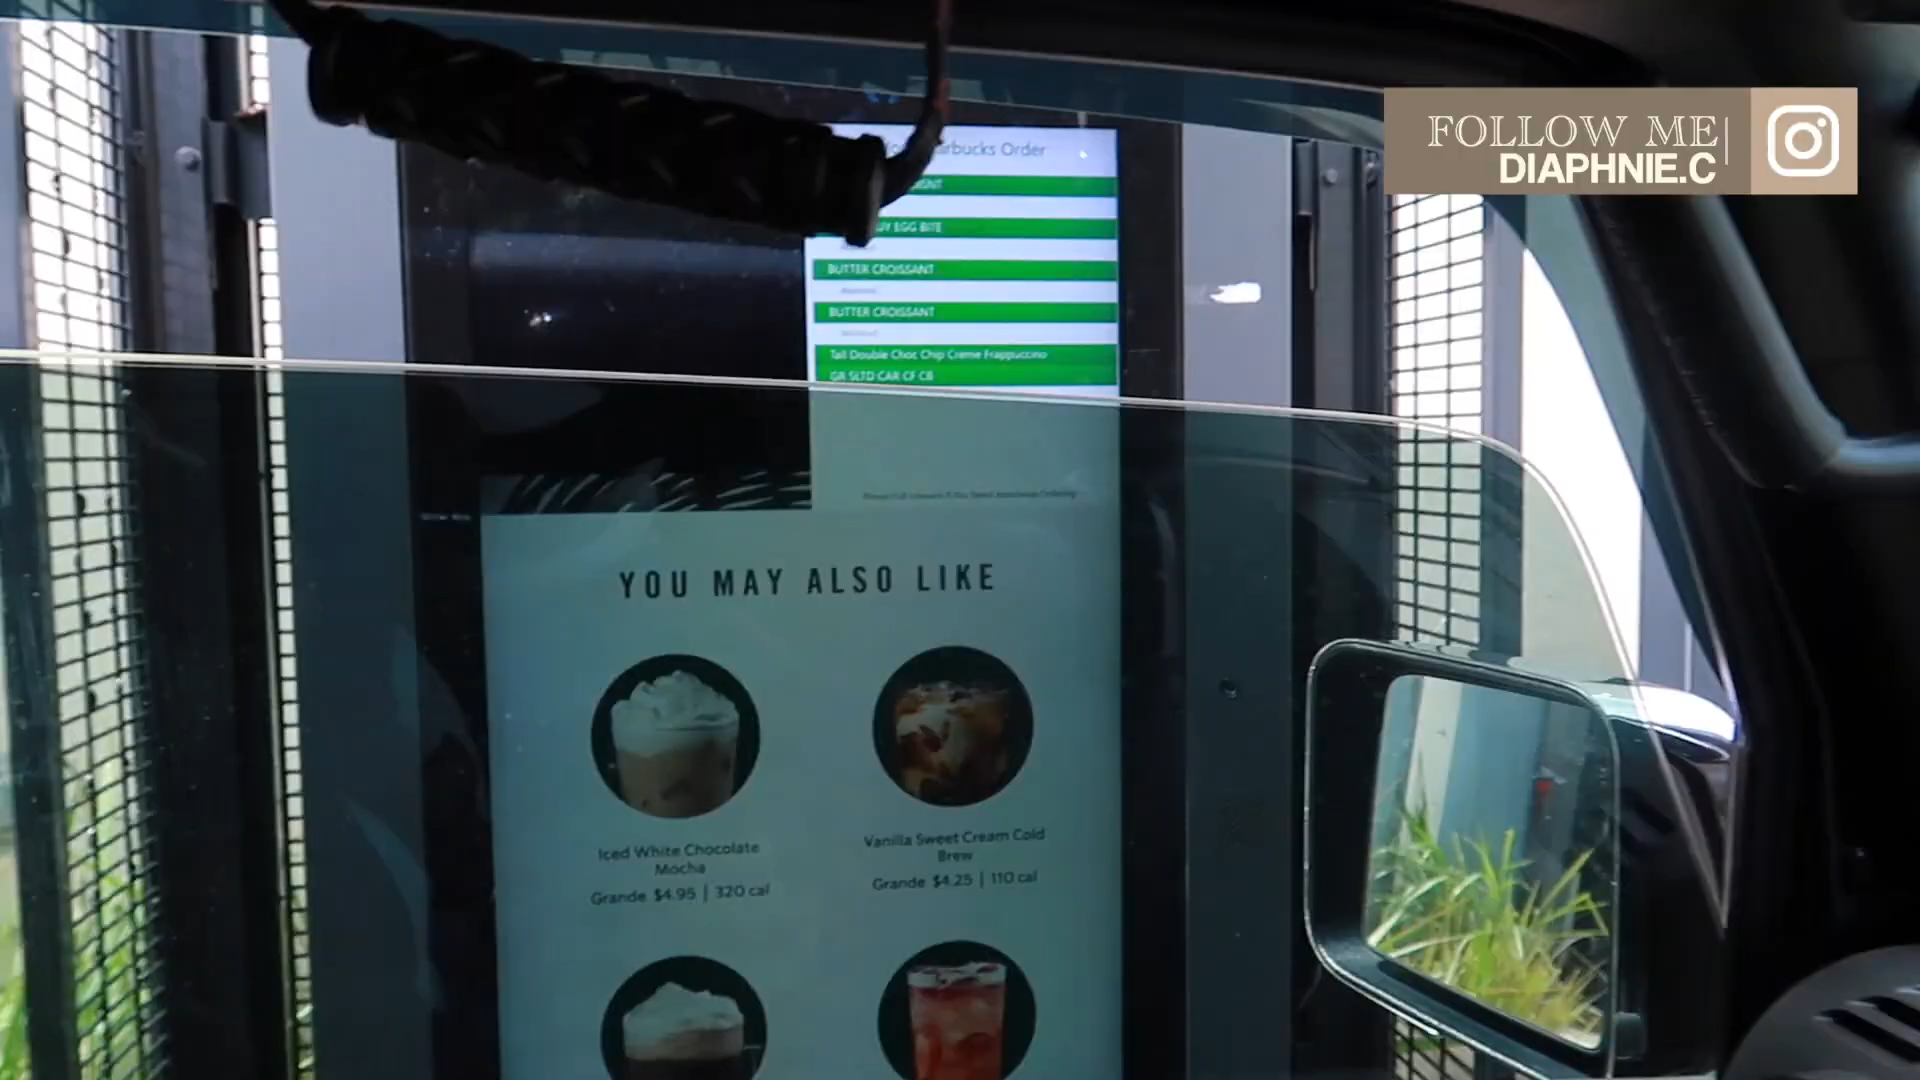 FOLLOW ME
DIAPHNIE.C
Order
EGG BITE
BUTTER CROISSANT
BUTTER CROISSANT
Tall Double Choc Chip Creme Frappuccino
GR SLTD CAR CF CB
YOU MAY ALSO LIKE
Iced White Chocolate
Mocha
Grande $4.95 | 320 cal
Vanilla Sweet Cream Cold
Brew
Grande $4.25 | 110 cal